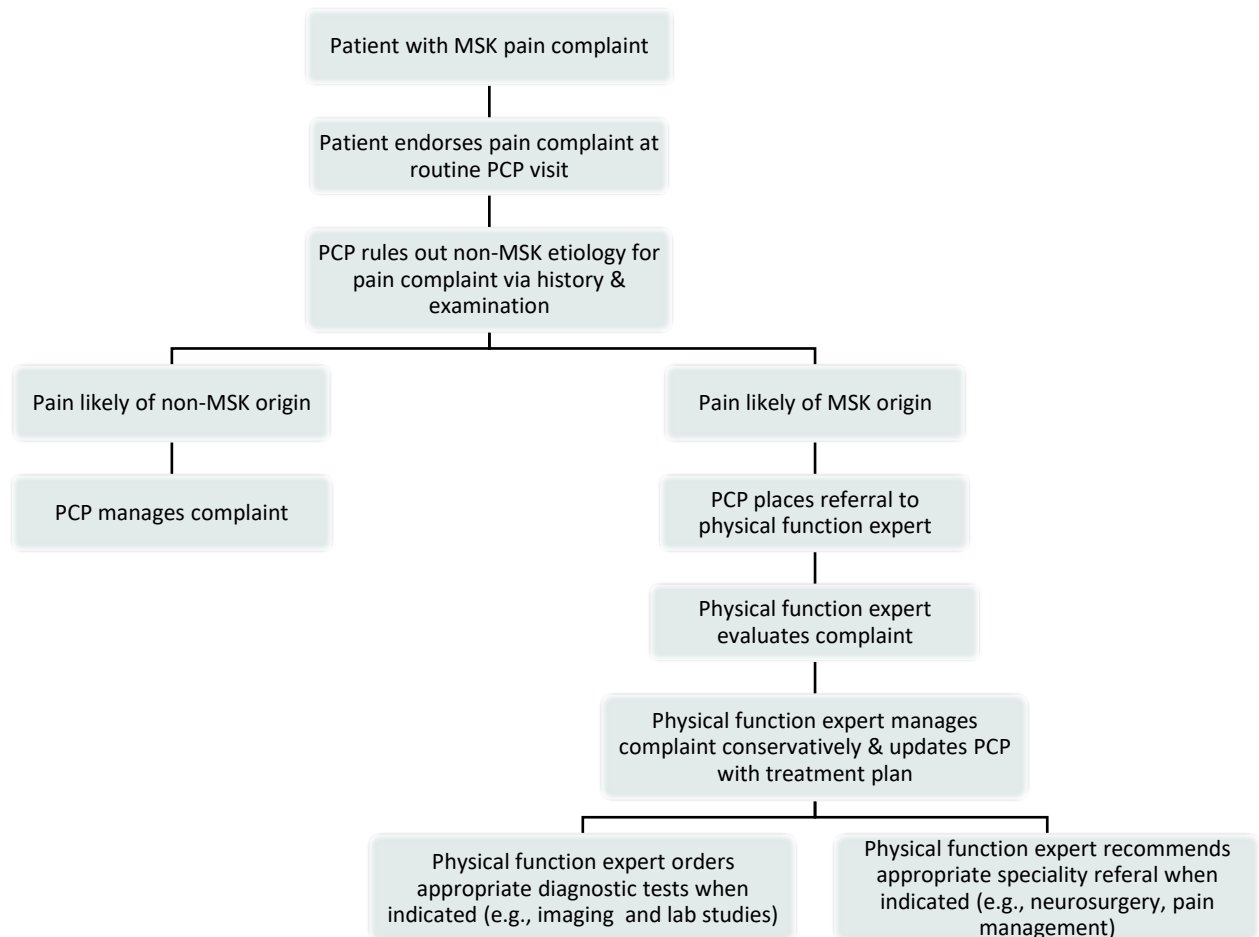 Patient with MSK pain complaint
Patient endorses pain complaint at
routine PCP visit
PCP rules out non-MSK etiology for
pain complaint via history &
examination
Pain likely of non-MSK origin
Pain likely of MSK origin
PCP manages complaint
PCP places referral to
physical function expert
Physical function expert
evaluates complaint
Physical function expert manages
complaint conservatively & updates PCP
with treatment plan
Physical function expert orders
appropriate diagnostic tests when
indicated (e.g., imaging and lab studies)
Physical function expert recommends
appropriate speciality referal when
indicated (e.g., neurosurgery, pain
management)